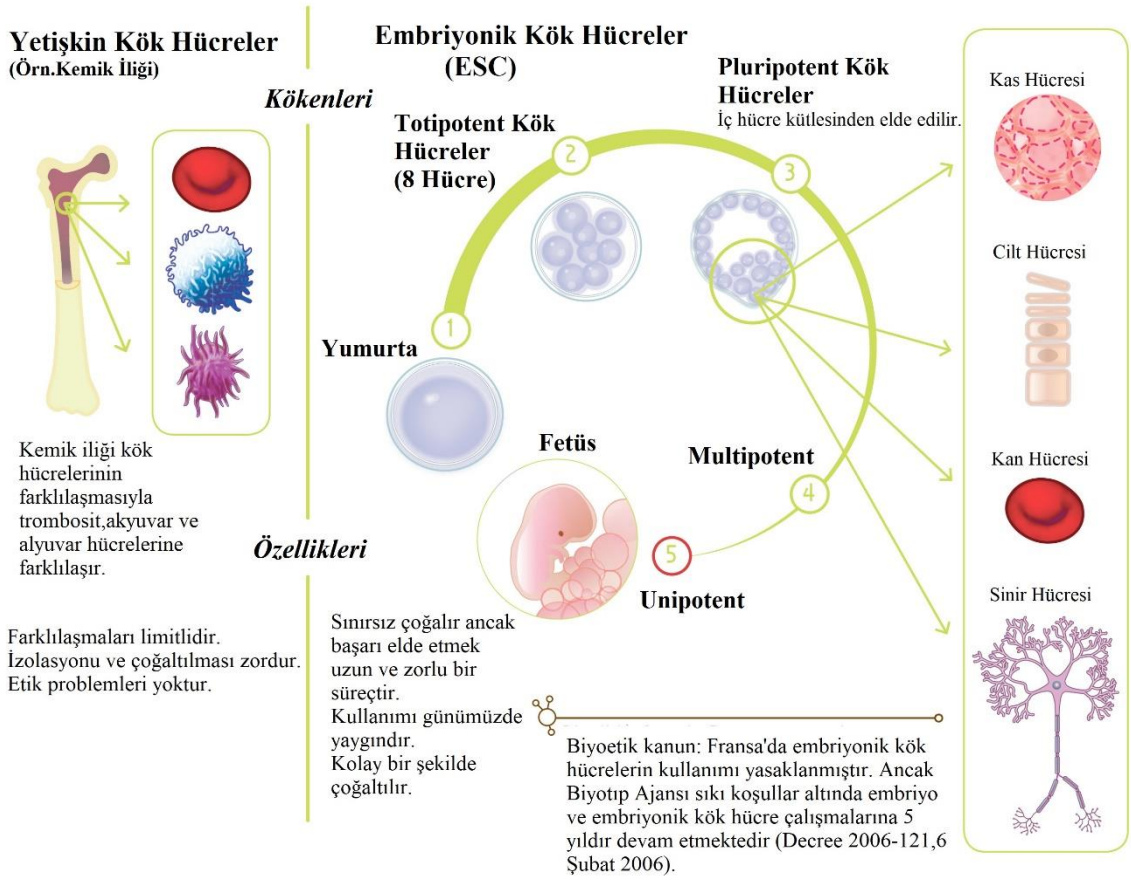 Yetişkin Kök Hücreler
(Örn.Kemik İliği)
Embriyonik Kök Hücreler
(ESC)
Kökenleri
Totipotent Kök
Hücreler
(8 Hücre)
Pluripotent Kök
Hücreler
İç hücre kütlesinden elde edilir.
1
2
3
4
5
Yumurta
Fetüs
Multipotent
Unipotent
Kas Hücresi
Cilt Hücresi
Kan Hücresi
Sinir Hücresi
Kemik iliği kök
hücrelerinin
farklılaşmasıyla
trombosit,akyuvar ve
alyuvar hücrelerine
farklılaşır.
Özellikleri
Farklılaşmaları limitlidir.
İzolasyonu ve çoğaltılması zordur.
Etik problemleri yoktur.
Sınırsız çoğalır ancak
başarı elde etmek
uzun ve zorlu bir
süreçtir.
Kullanımı günümüzde
yaygındır.
Kolay bir şekilde
çoğaltılır.
Biyoetik kanun: Fransa'da embriyonik kök
hücrelerin kullanımı yasaklanmıştır. Ancak
Biyotıp Ajansı sıkı koşullar altında embriyo
ve embriyonik kök hücre çalışmalarına 5
yıldır devam etmektedir (Decree 2006-121,6
Şubat 2006).